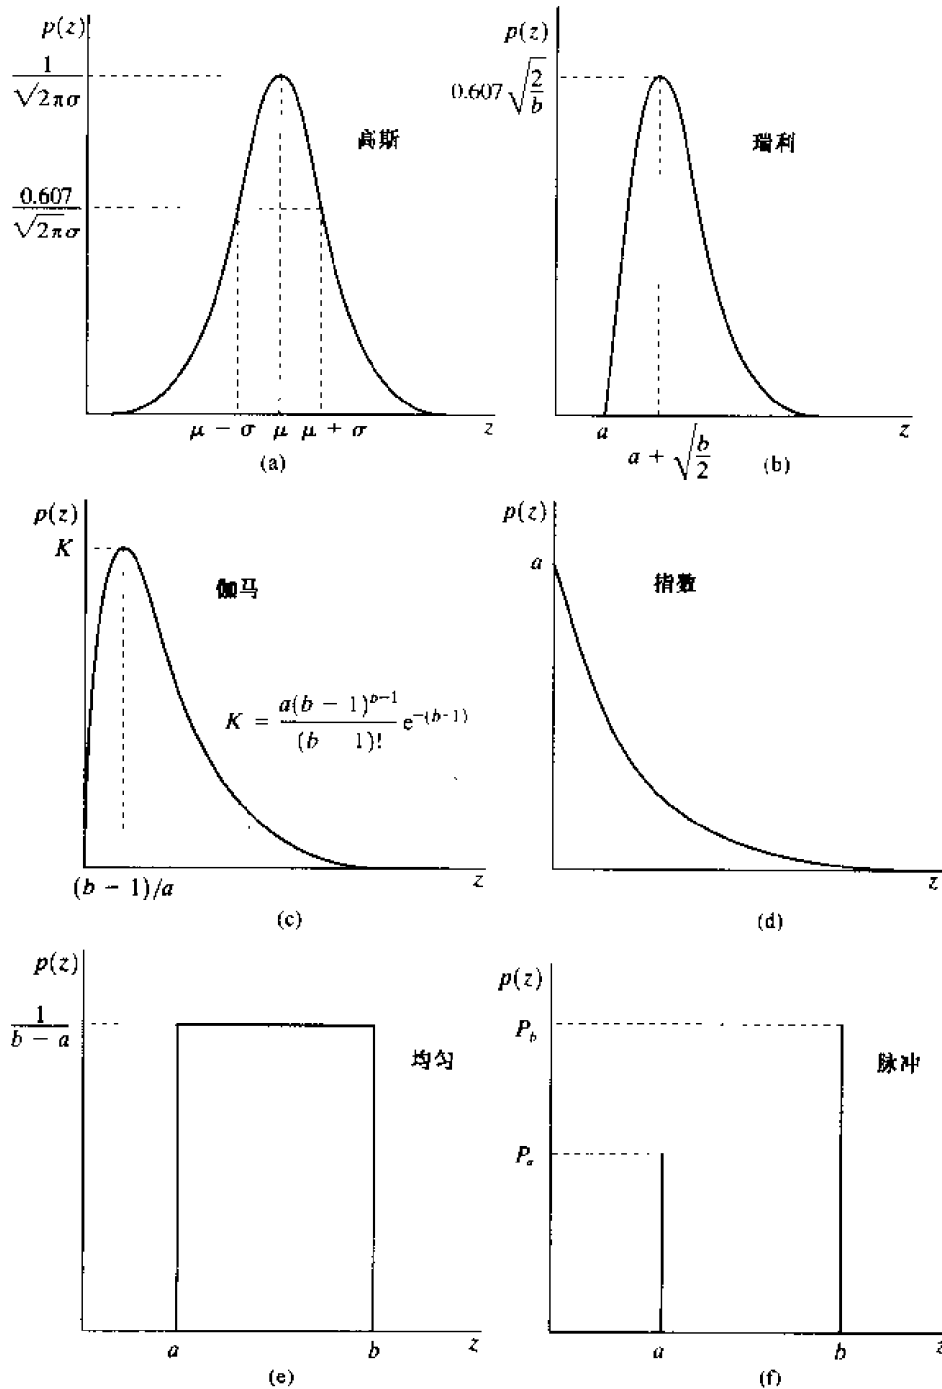 p(z)
1/√2πσ
高斯
0.607/√2πσ
μ − σ μ μ + σ z
(a)
p(z)
0.607 √2/b
瑞利
a z
a + √b/2
(b)
p(z)
K
伽马
K = a(b − 1)^b−1/(b 1)! e^−(b-1)
(b − 1)/a z
(c)
p(z)
a
指数
z
(d)
p(z)
1/b − a
均匀
a b z
(e)
p(z)
P_b
脉冲
P_a
a b z
(f)